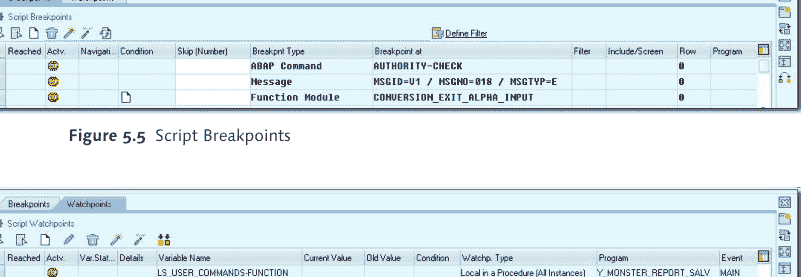 Script Breakpoints
Define Filter
Reached Actv. Navigati... Condition Skip (Number) Breakpnt Type Breakpoint at Filter Include/Screen Row Program
ABAP Command AUTHORITY-CHECK 0
Message MSGID=V1 / MSGNO=018 / MSGTYP=E 0
Function Module CONVERSION_EXIT_ALPHA_INPUT 0
Figure 5.5 Script Breakpoints
Breakpoints Watchpoints
Script Watchpoints
Reached Actv. Var.Stat... Details Variable Name Current Value Old Value Condition Watchp. Type Program Event
LS_USER_COMMANDS-FUNCTION Local in a Procedure (All Instances) Y_MONSTER_REPORT_SALV MAIN